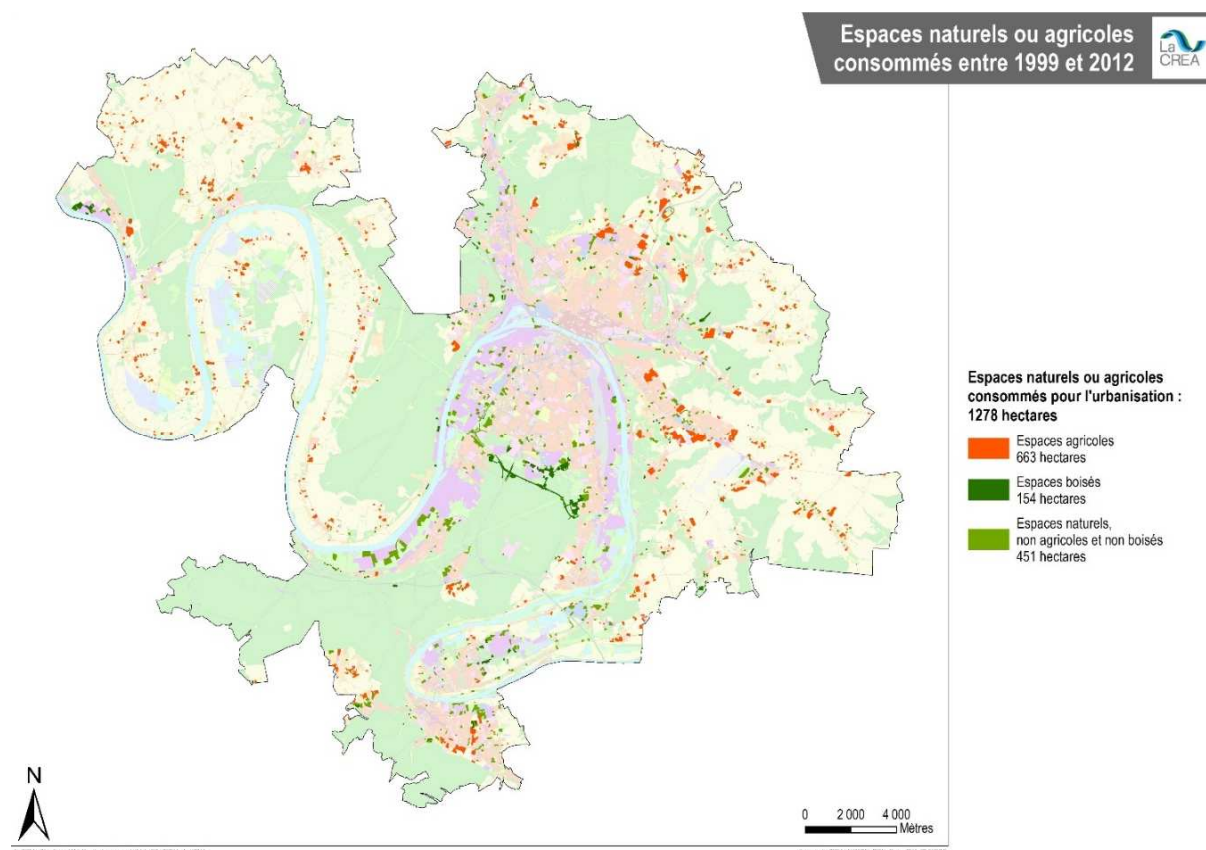 Espaces naturels ou agricoles
consommés entre 1999 et 2012
La
CREA
Espaces naturels ou agricoles
consommés pour l'urbanisation :
1278 hectares
Espaces agricoles
663 hectares
Espaces boisés
154 hectares
Espaces naturels,
non agricoles et non boisés
451 hectares
N
0 2 000 4 000
Mètres